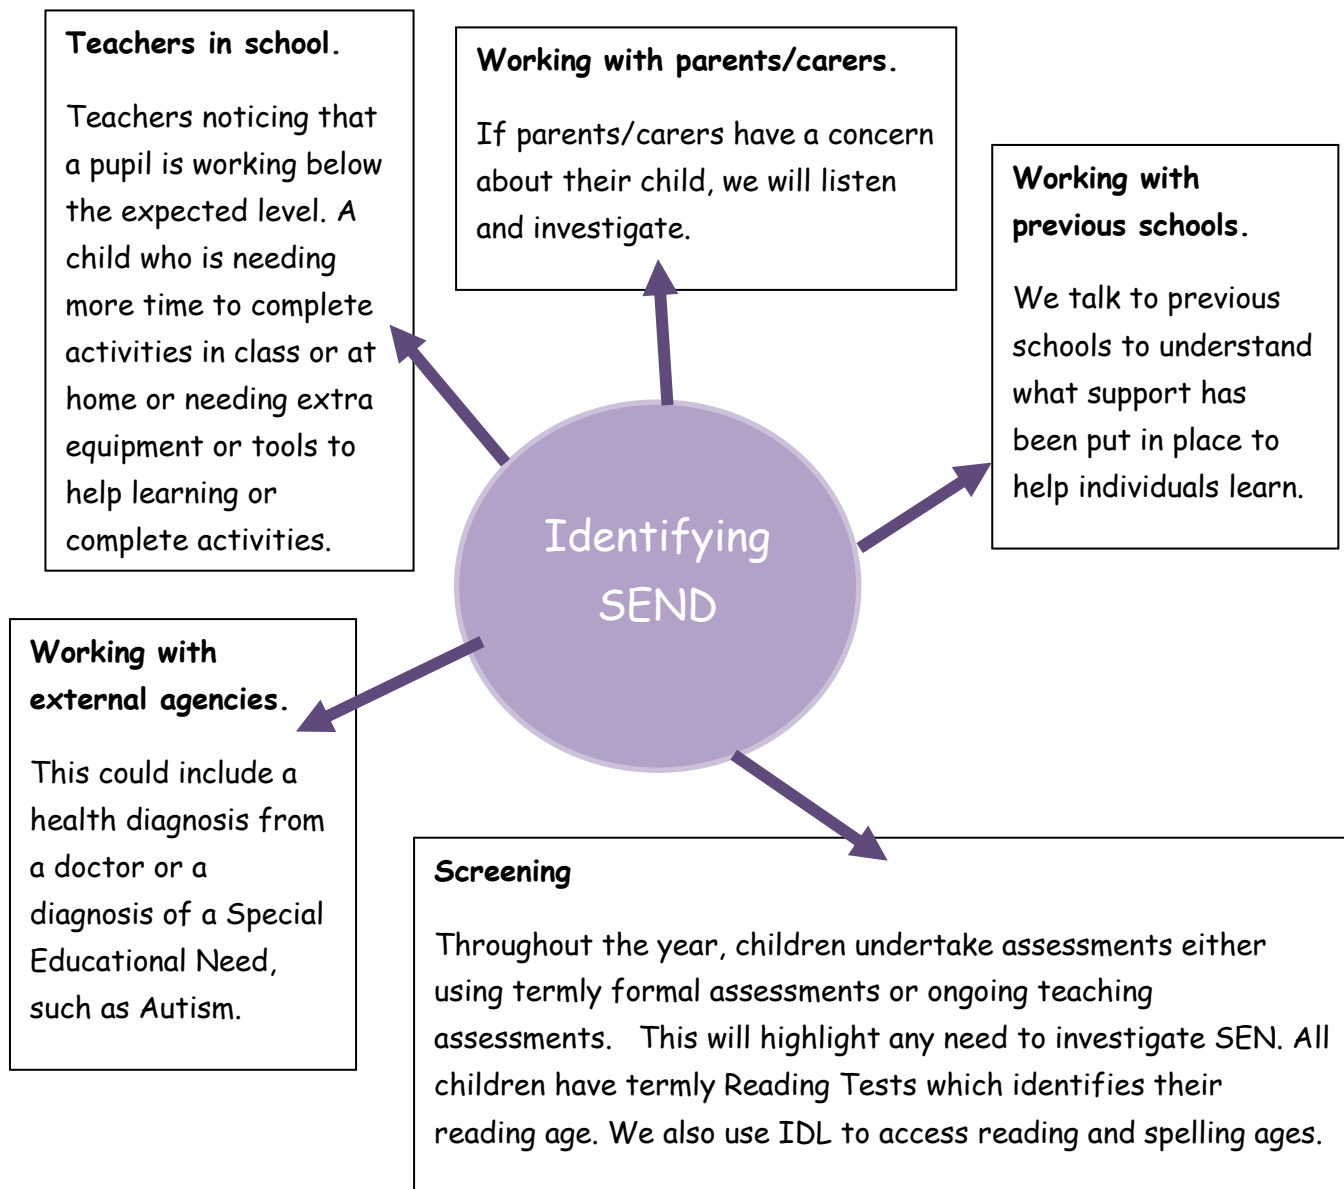 Teachers in school.
Teachers noticing that
a pupil is working below
the expected level. A
child who is needing
more time to complete
activities in class or at
home or needing extra
equipment or tools to
help learning or
complete activities.
Working with parents/carers.
If parents/carers have a concern
about their child, we will listen
and investigate.
Working with
previous schools.
We talk to previous
schools to understand
what support has
been put in place to
help individuals learn.
Identifying
SEND
Working with
external agencies.
This could include a
health diagnosis from
a doctor or a
diagnosis of a Special
Educational Need,
such as Autism.
Screening
Throughout the year, children undertake assessments either
using termly formal assessments or ongoing teaching
assessments.   This will highlight any need to investigate SEN. All
children have termly Reading Tests which identifies their
reading age. We also use IDL to access reading and spelling ages.